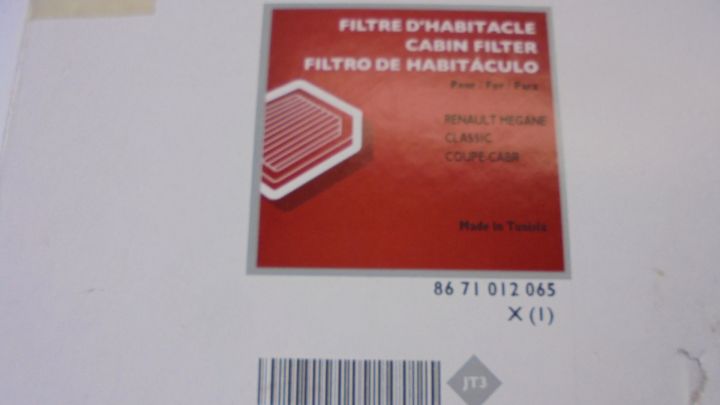 FILTRE D'HABITACLE
CABIN FILTER
FILTRO DE HABITÁCULO
Pour / For / Para
RENAULT MEGANE
CLASSIC
COUPE-CABR
Made in Tunisia
86 71 012 065
X (1)
JT3